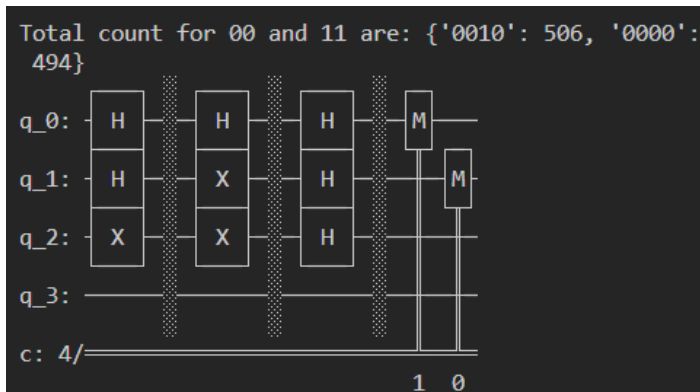 Total count for 00 and 11 are: {'0010': 506, '0000':
494}
q_0: H H H M
q_1: H X H M
q_2: X X H
q_3:
c: 4/
1 0